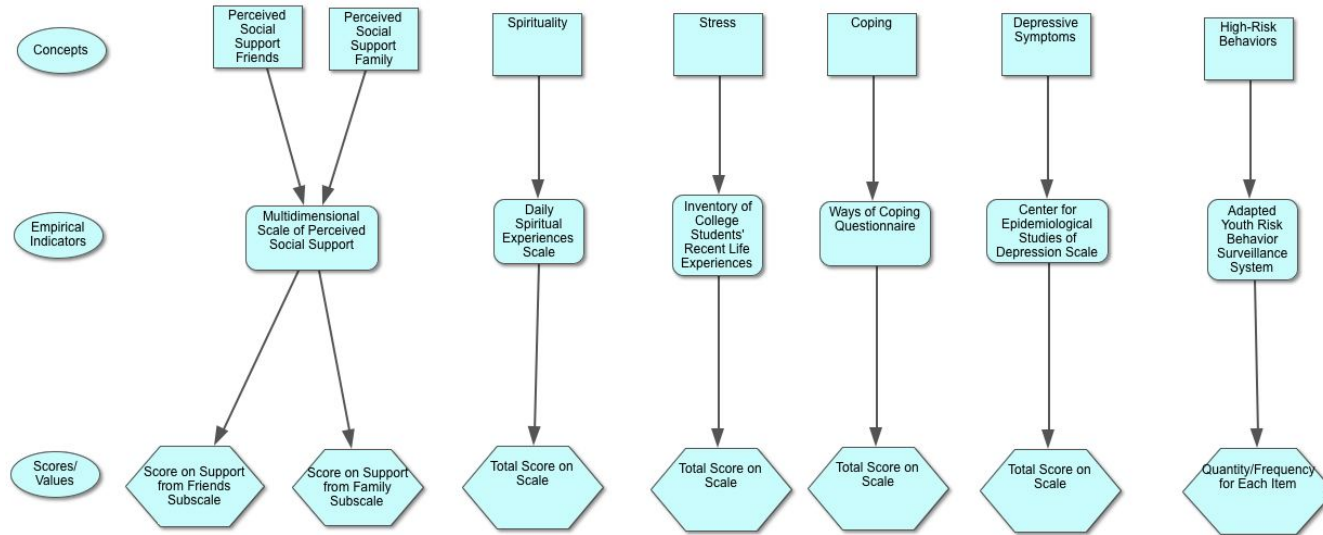 Concepts
Perceived
Social
Support
Friends
Perceived
Social
Support
Family
Spirituality
Stress
Coping
Depressive
Symptoms
High-Risk
Behaviors
Empirical
Indicators
Multidimensional
Scale of Perceived
Social Support
Daily
Spiritual
Experiences
Scale
Inventory of
College
Students'
Recent Life
Experiences
Ways of Coping
Questionnaire
Center for
Epidemiological
Studies of
Depression Scale
Adapted
Youth Risk
Behavior
Surveillance
System
Scores/
Values
Score on Support
from Friends
Subscale
Score on Support
from Family
Subscale
Total Score on
Scale
Total Score on
Scale
Total Score on
Scale
Total Score on
Scale
Quantity/Frequency
for Each Item